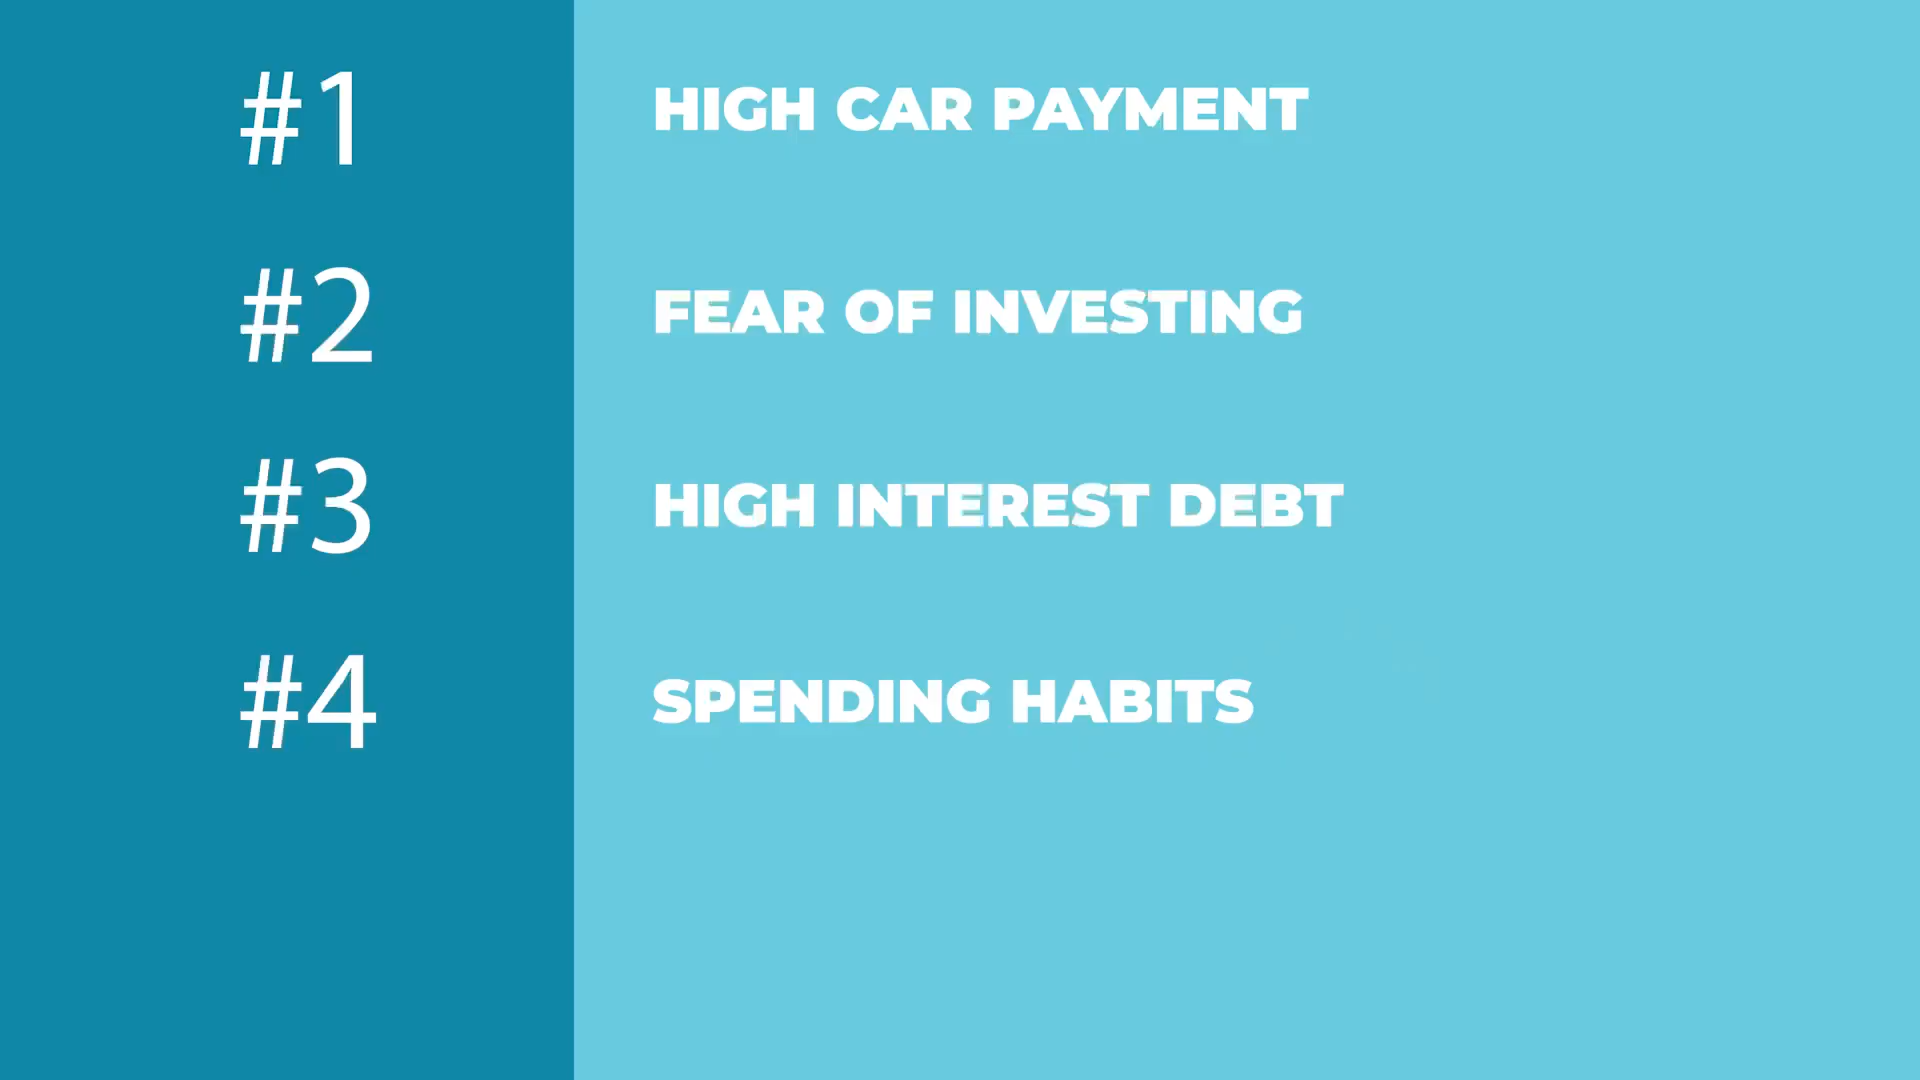 #1 HIGH CAR PAYMENT
#2 FEAR OF INVESTING
#3 HIGH INTEREST DEBT
#4 SPENDING HABITS